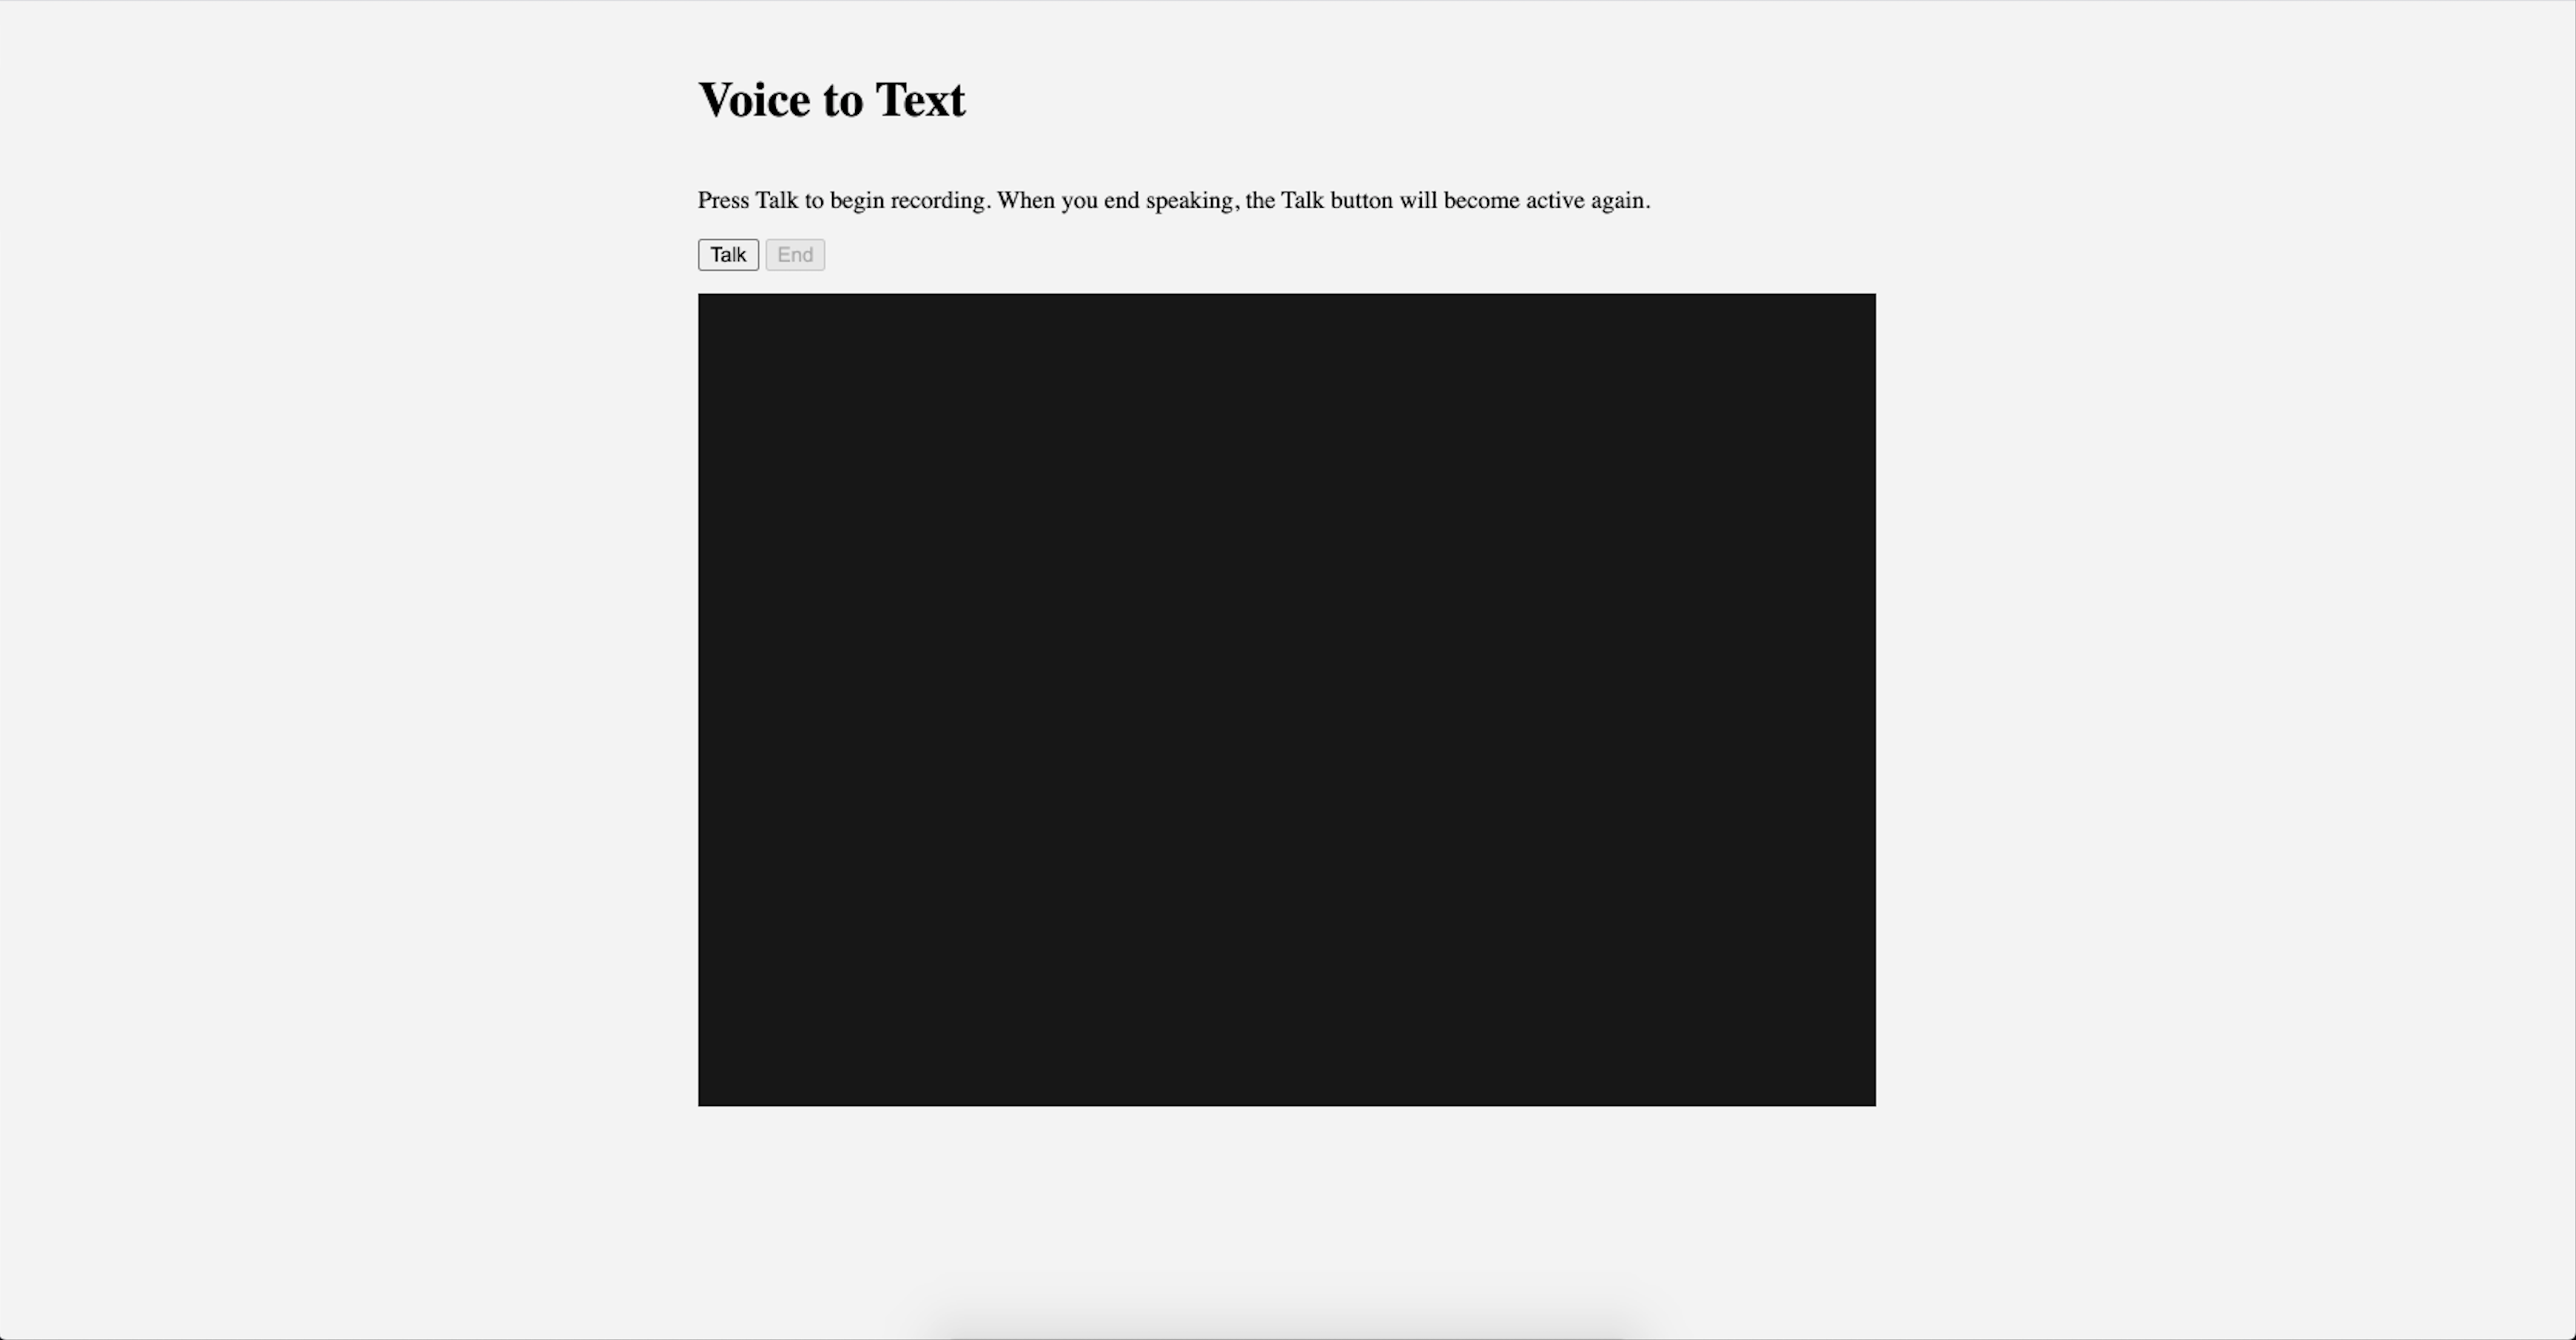 Voice to Text
Press Talk to begin recording. When you end speaking, the Talk button will become active again.
Talk End